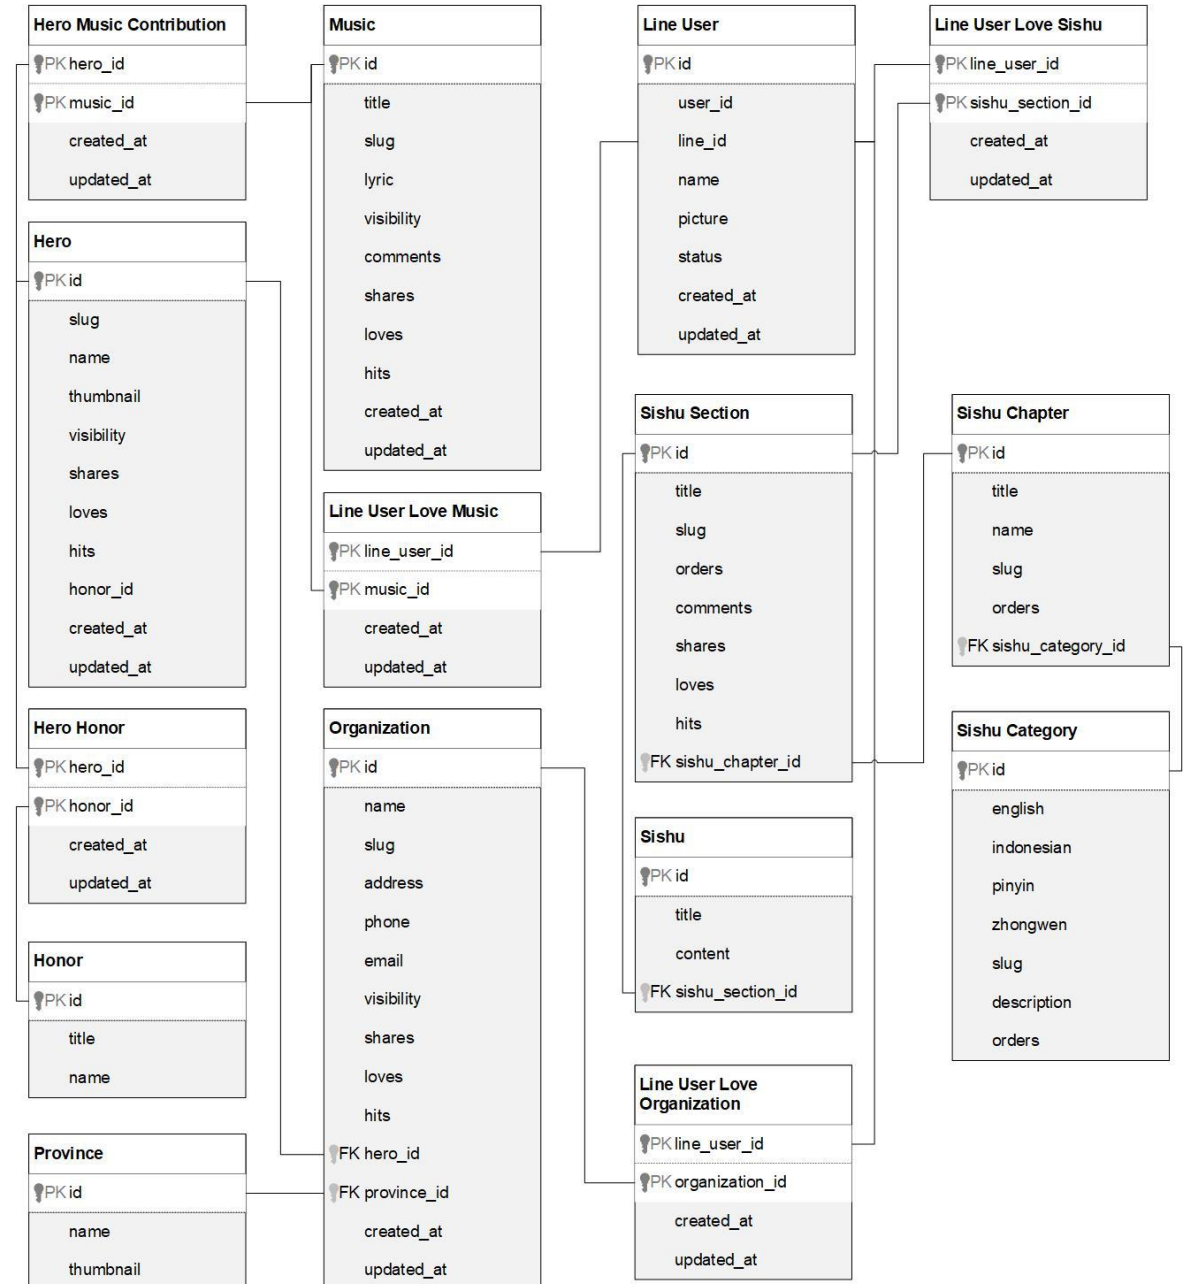 Hero Music Contribution
PK hero_id
PK music_id
created_at
updated_at
Hero
PK id
slug
name
thumbnail
visibility
shares
loves
hits
honor_id
created_at
updated_at
Hero Honor
PK hero_id
PK honor_id
created_at
updated_at
Honor
PK id
title
name
Province
PK id
name
thumbnail
Music
PK id
title
slug
lyric
visibility
comments
shares
loves
hits
created_at
updated_at
Line User Love Music
PK line_user_id
PK music_id
created_at
updated_at
Organization
PK id
name
slug
address
phone
email
visibility
shares
loves
hits
FK hero_id
FK province_id
created_at
updated_at
Line User
PK id
user_id
line_id
name
picture
status
created_at
updated_at
Sishu Section
PK id
title
slug
orders
comments
shares
loves
hits
FK sishu_chapter_id
Sishu
PK id
title
content
FK sishu_section_id
Line User Love
Organization
PK line_user_id
PK organization_id
created_at
updated_at
Line User Love Sishu
PK line_user_id
PK sishu_section_id
created_at
updated_at
Sishu Chapter
PK id
title
name
slug
orders
FK sishu_category_id
Sishu Category
PK id
english
indonesian
pinyin
zhongwen
slug
description
orders